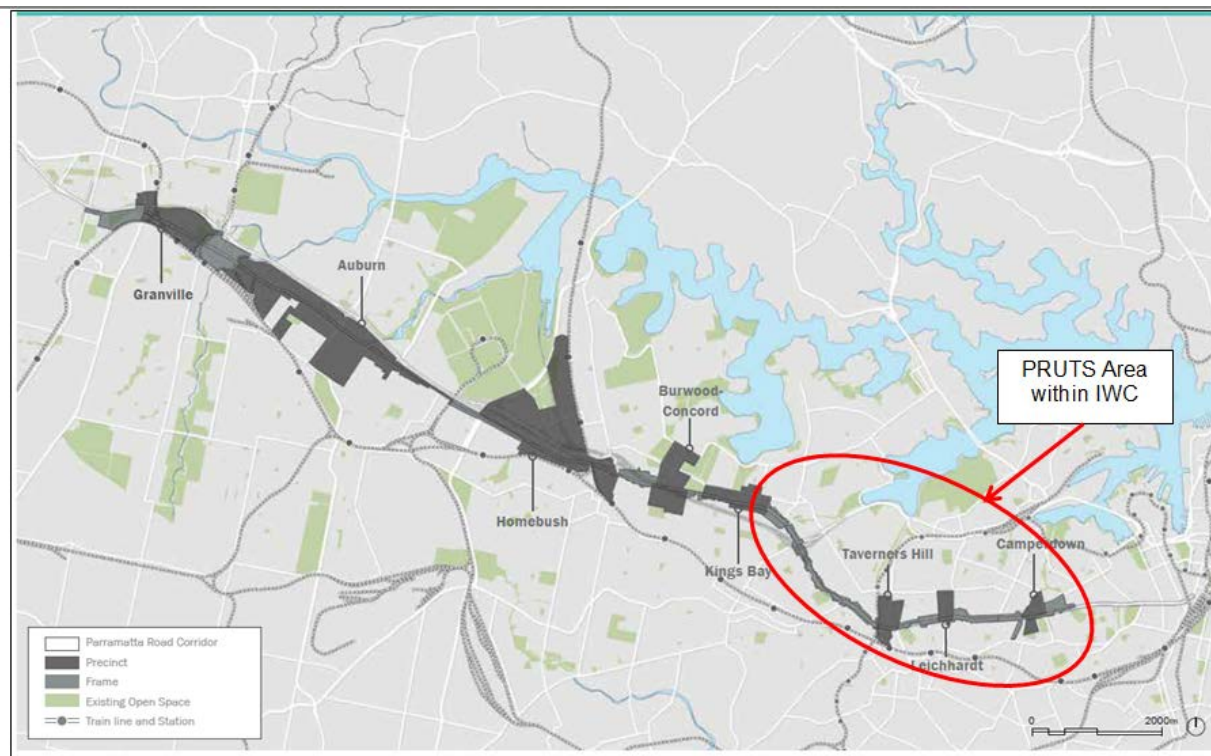 Auburn
Granville
PRUTS Area
within IWC
Burwood-
Concord
Homebush
Kings Bay
Taverners Hill
Camperdown
Leichhardt
Parramatta Road Corridor
Precinct
Frame
Existing Open Space
Train line and Station
0 2000m